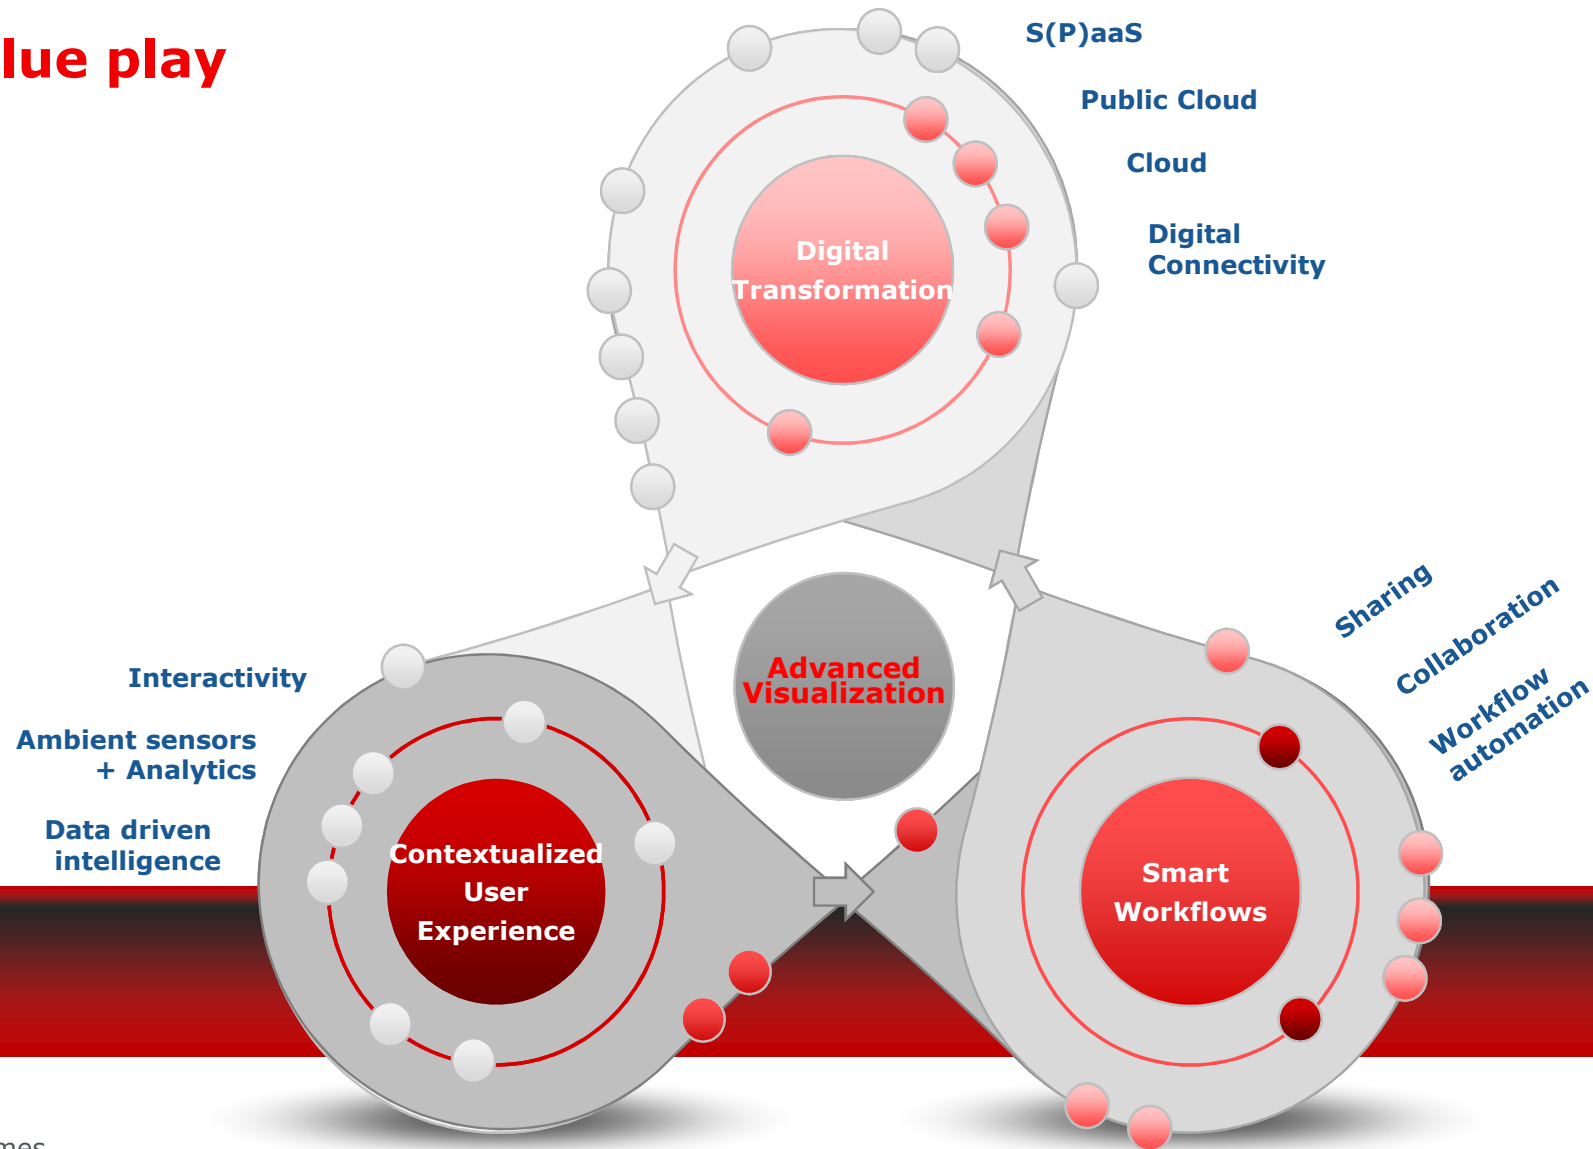 lue play
S(P)aaS
Public Cloud
Cloud
Digital
Connectivity
Digital
Transformation
Advanced
Visualization
Sharing
Collaboration
Workflow
automation
Interactivity
Ambient sensors
+ Analytics
Data driven
intelligence
Contextualized
User
Experience
Smart
Workflows